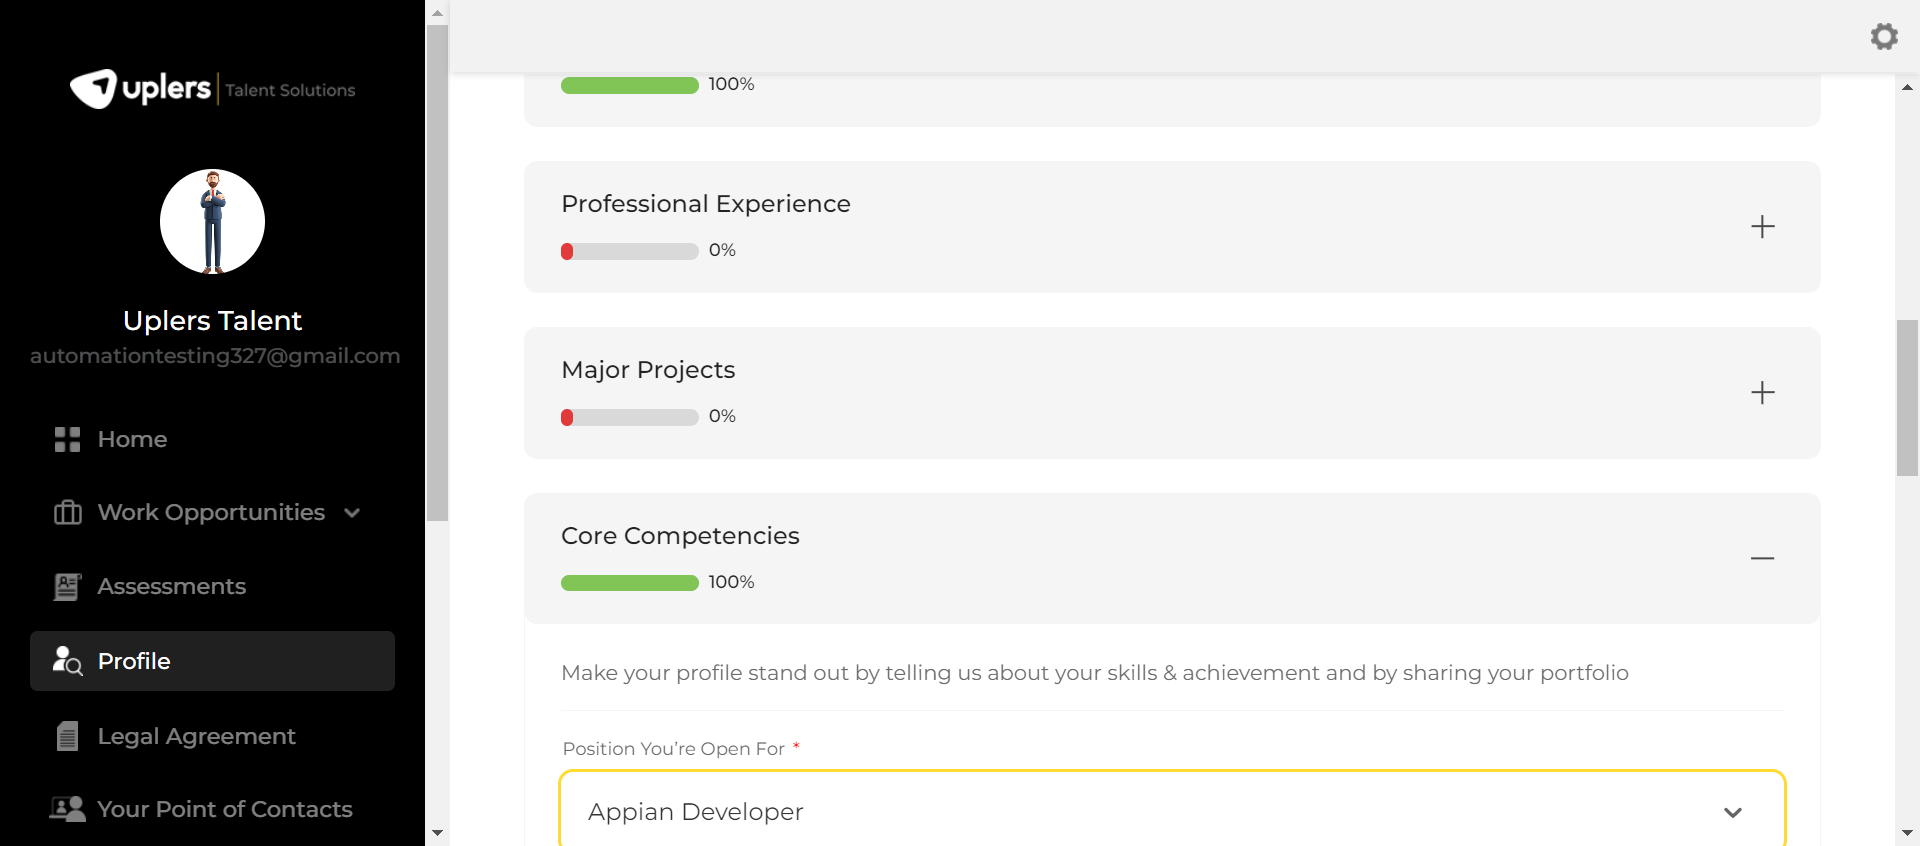 uplers | Talent Solutions
Uplers Talent
automationtesting327@gmail.com
Home
Work Opportunities
Assessments
Profile
Legal Agreement
Your Point of Contacts
100%
Professional Experience
0%
Major Projects
0%
Core Competencies
100%
Make your profile stand out by telling us about your skills & achievement and by sharing your portfolio
Position You’re Open For *
Appian Developer